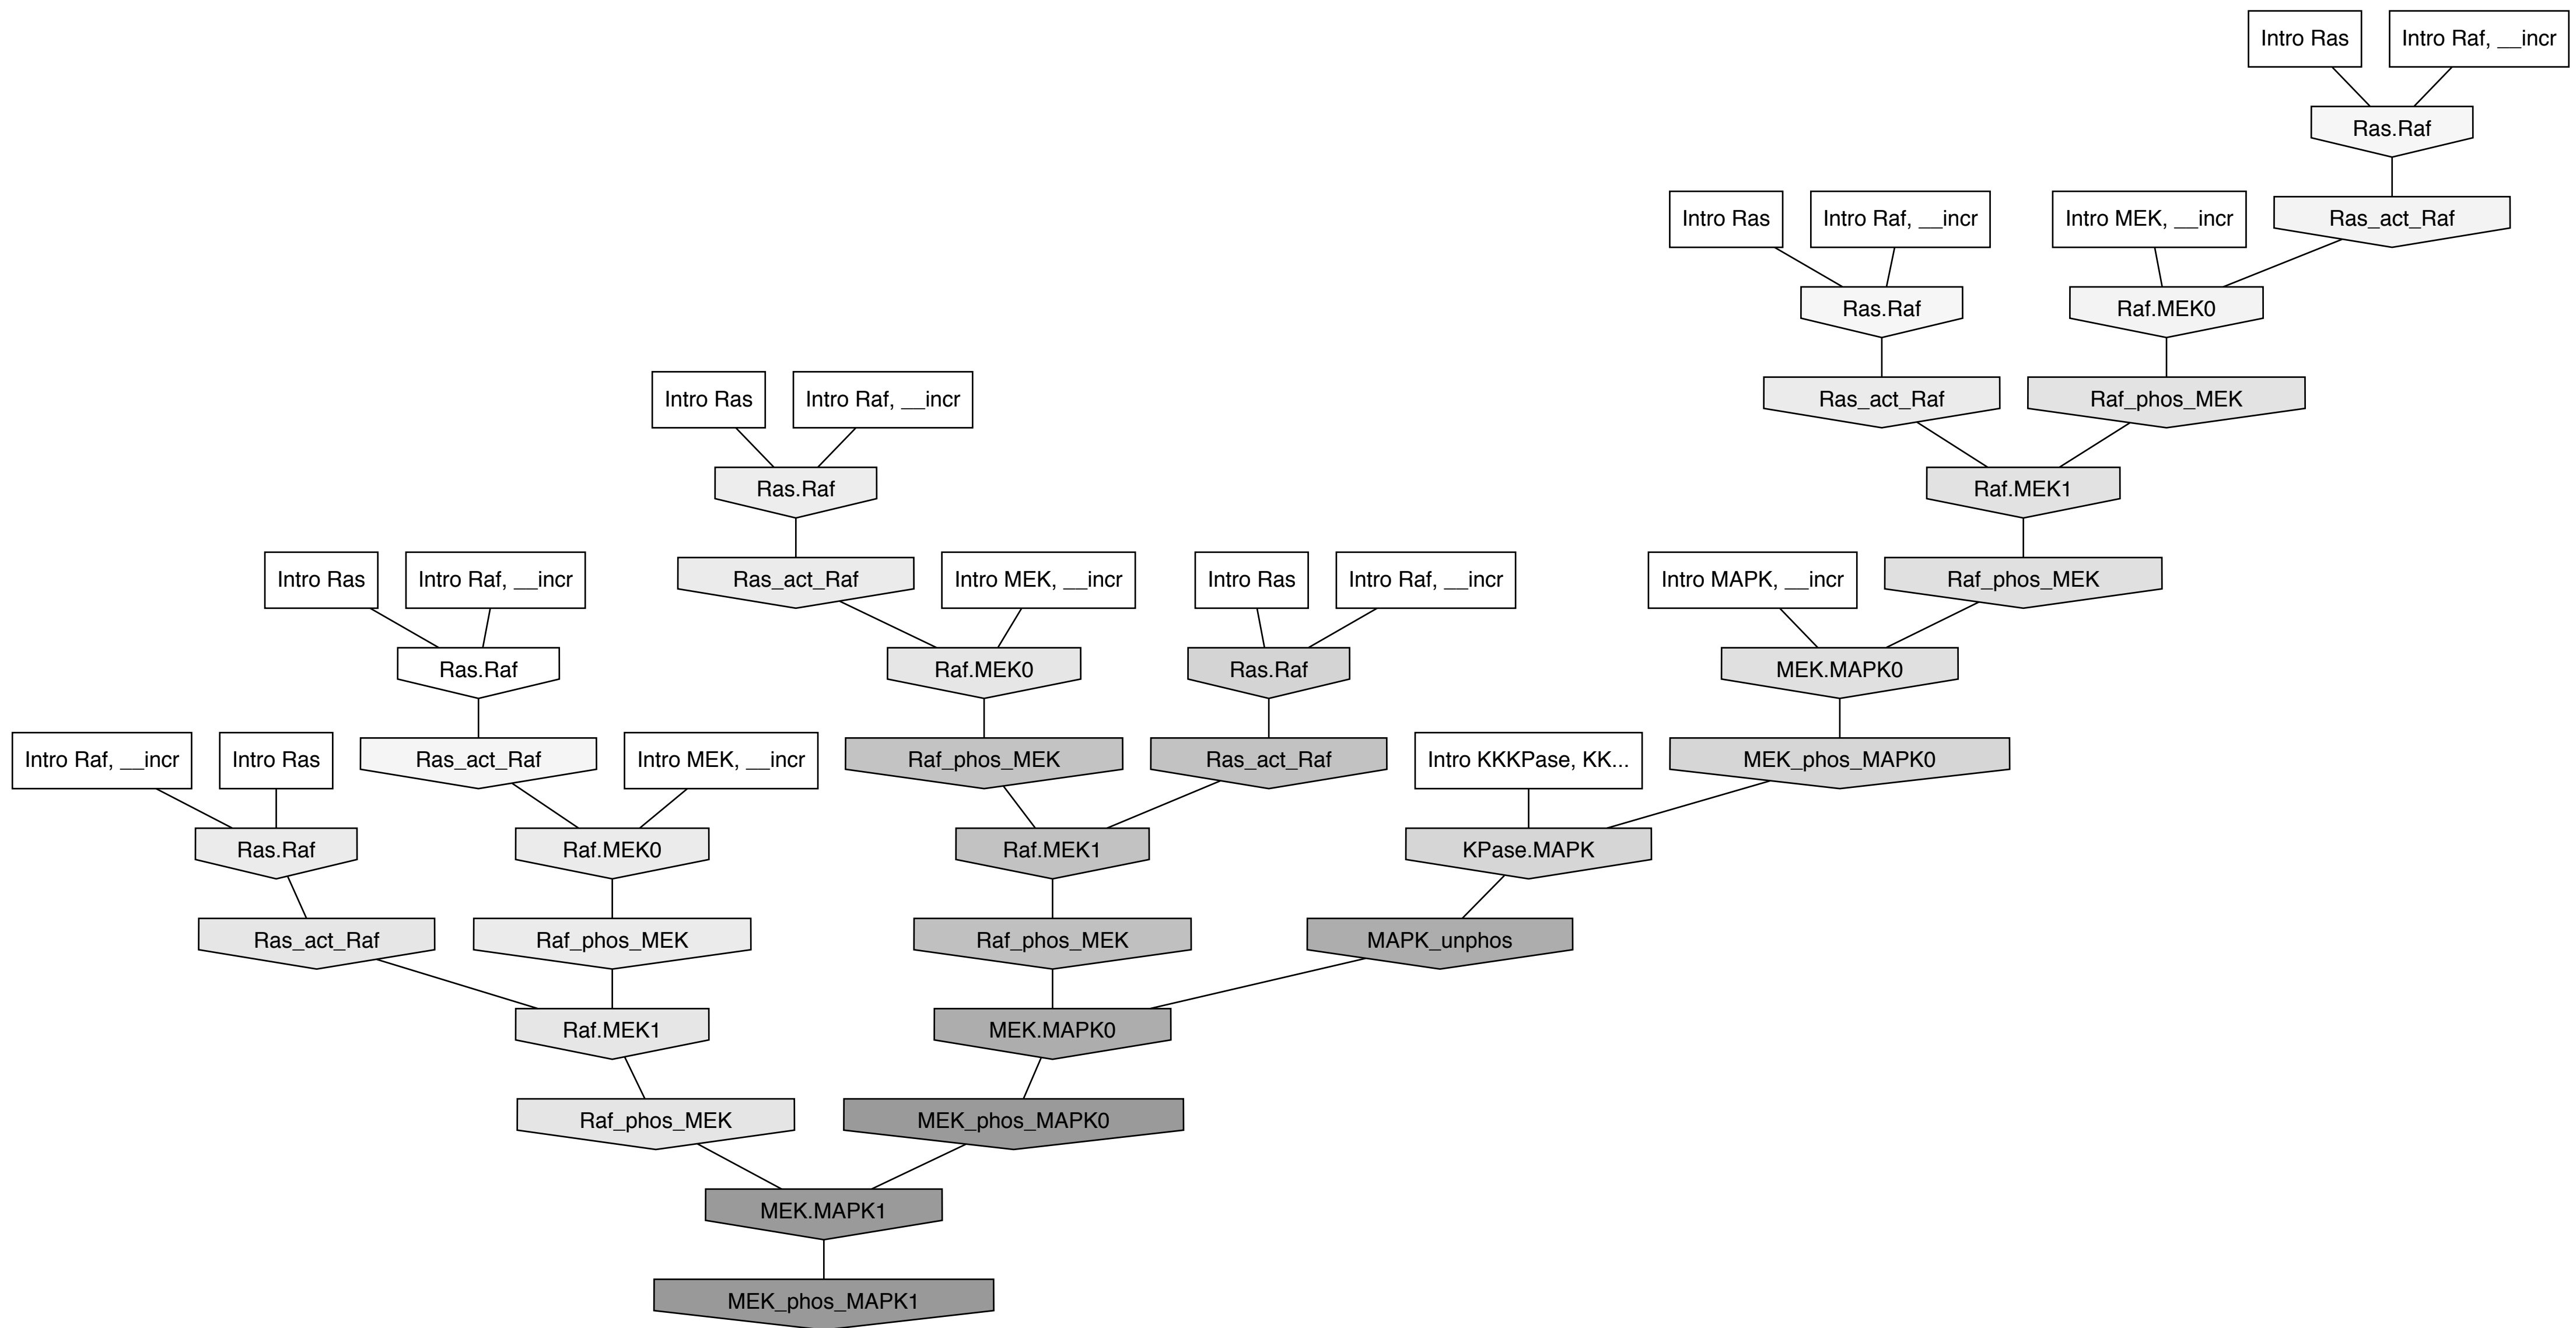 Intro Ras
Intro Raf, __incr
Ras.Raf
Intro Ras
Intro Raf, __incr
Intro MEK, __incr
Ras_act_Raf
Ras.Raf
Raf.MEK0
Intro Ras
Intro Raf, __incr
Ras_act_Raf
Raf_phos_MEK
Ras.Raf
Raf.MEK1
Intro Ras
Intro Raf, __incr
Ras_act_Raf
Intro MEK, __incr
Intro Ras
Intro Raf, __incr
Intro MAPK, __incr
Raf_phos_MEK
Ras.Raf
Raf.MEK0
Ras.Raf
MEK.MAPK0
Intro Raf, __incr
Intro Ras
Ras_act_Raf
Intro MEK, __incr
Raf_phos_MEK
Ras_act_Raf
Intro KKKPase, KK...
MEK_phos_MAPK0
Ras.Raf
Raf.MEK0
Raf.MEK1
KPase.MAPK
Ras_act_Raf
Raf_phos_MEK
Raf_phos_MEK
MAPK_unphos
Raf.MEK1
MEK.MAPK0
Raf_phos_MEK
MEK_phos_MAPK0
MEK.MAPK1
MEK_phos_MAPK1